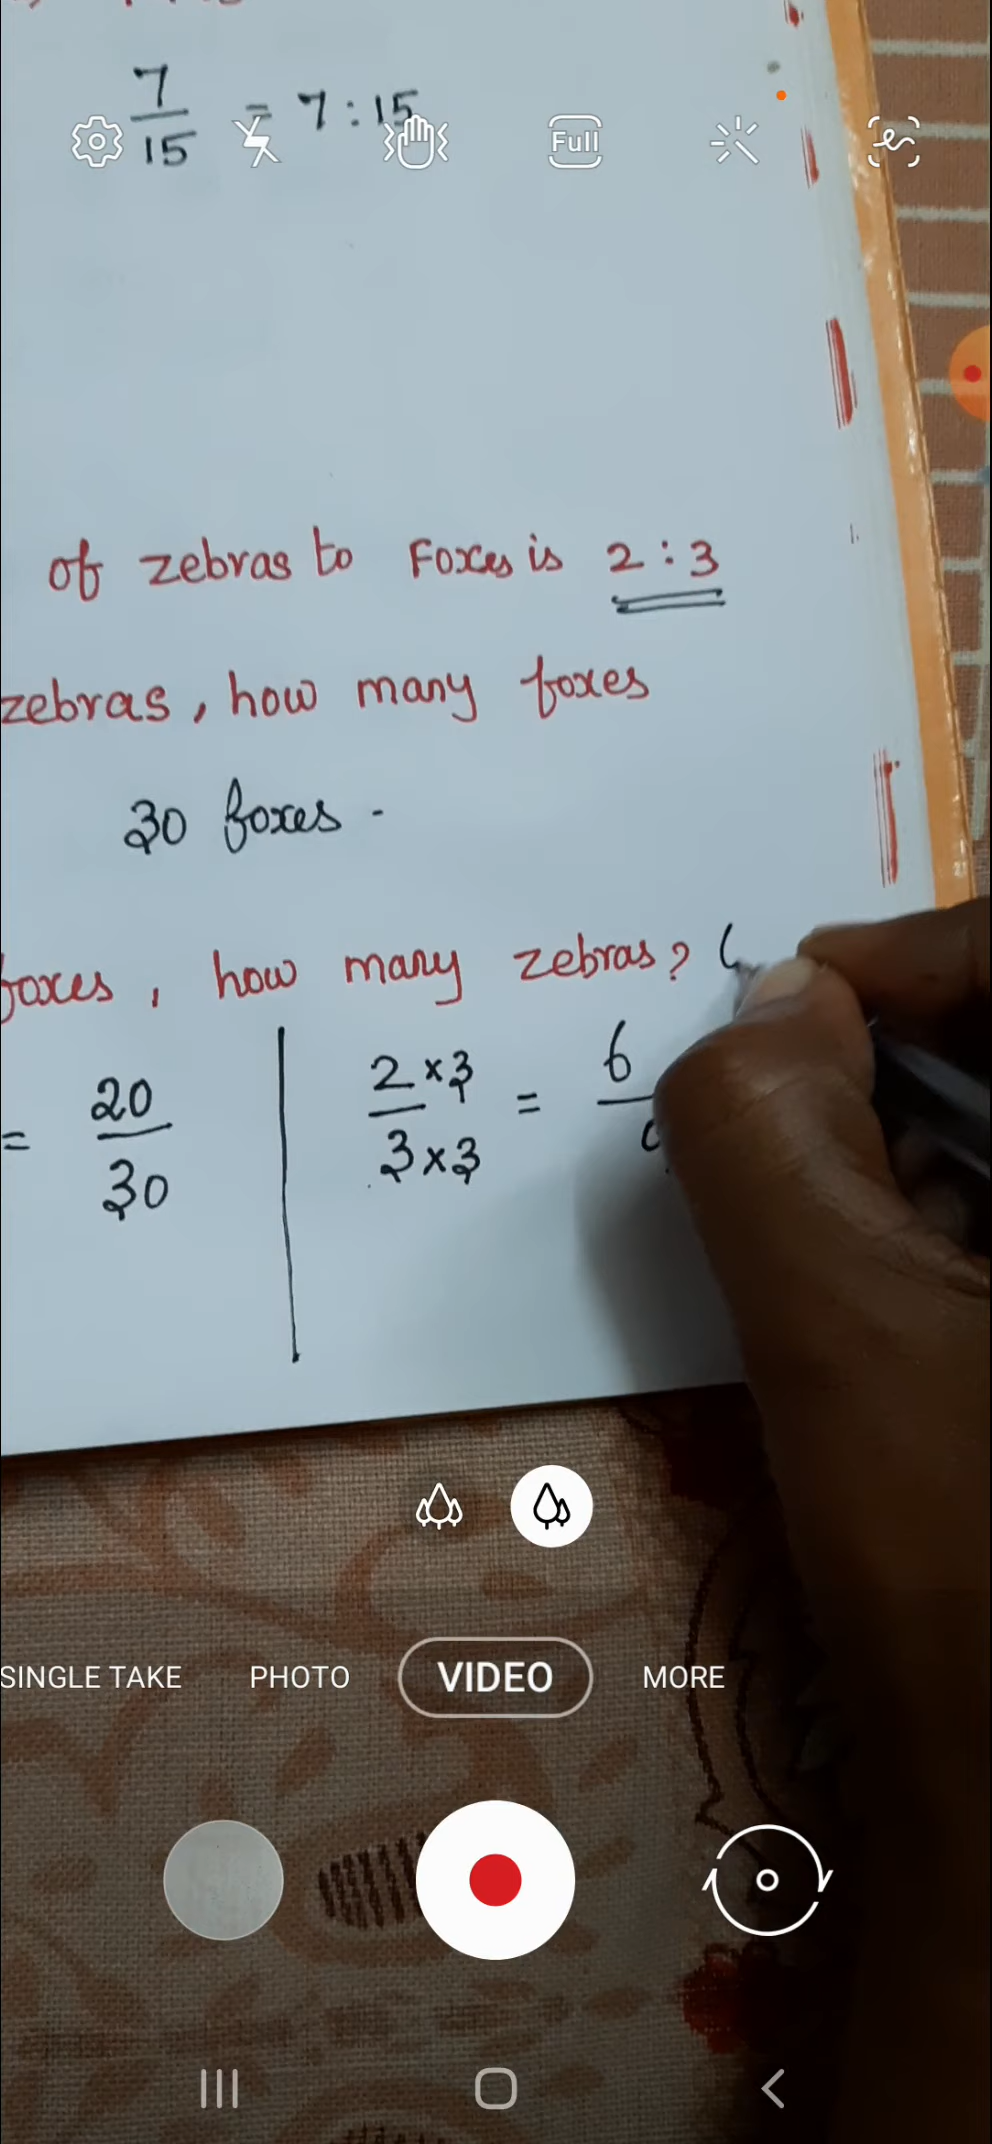 7/15 = 7 : 15
Full
of zebras to Foxes is 2 : 3
zebras, how many foxes
30 foxes -
foxes, how many zebras?
= 20/30
2×3/3×3 = 6/
SINGLE TAKE PHOTO VIDEO MORE